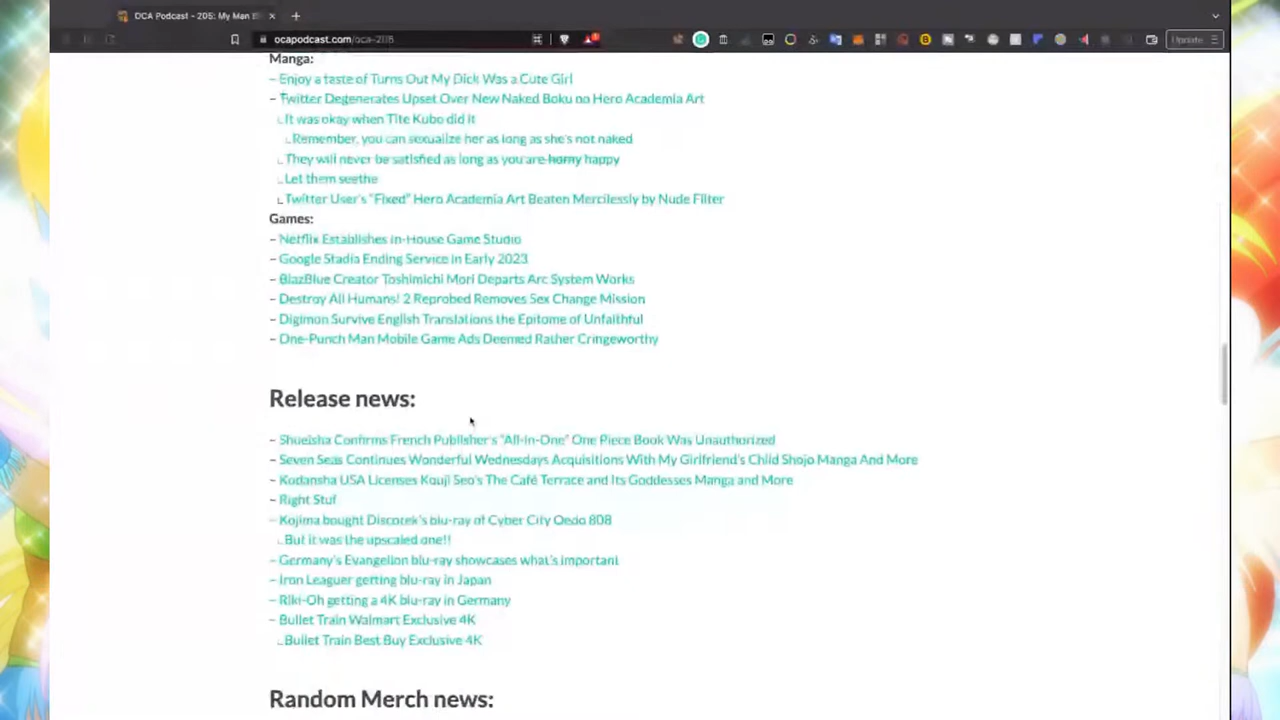 OCA Podcast - 205: My Man
ocapodcast.com/oca-205
Update
Manga:
– Enjoy a taste of Turns Out My Dick Was a Cute Girl
– Twitter Degenerates Upset Over New Naked Boku no Hero Academia Art
It was okay when Tite Kubo did it
Remember, you can sexualize her as long as she's not naked
They will never be satisfied as long as you are horny happy
Let them seethe
Twitter User's "Fixed" Hero Academia Art Beaten Mercilessly by Nude Filter
Games:
– Netflix Establishes In-House Game Studio
– Google Stadia Ending Service in Early 2023
– BlazBlue Creator Toshimichi Mori Departs Arc System Works
– Destroy All Humans! 2 Reprobed Removes Sex Change Mission
– Digimon Survive English Translations the Epitome of Unfaithful
– One-Punch Man Mobile Game Ads Deemed Rather Cringeworthy
Release news:
– Shueisha Confirms French Publisher's "All-in-One" One Piece Book Was Unauthorized
– Seven Seas Continues Wonderful Wednesdays Acquisitions With My Girlfriend's Child Shojo Manga And More
– Kodansha USA Licenses Kouji Seo's The Café Terrace and Its Goddesses Manga and More
– Right Stuf
– Kojima bought Discotek's blu-ray of Cyber City Oedo 808
But it was the upscaled one!!
– Germany's Evangelion blu-ray showcases what's important
– Iron Leaguer getting blu-ray in Japan
– Riki-Oh getting a 4K blu-ray in Germany
– Bullet Train Walmart Exclusive 4K
Bullet Train Best Buy Exclusive 4K
Random Merch news: